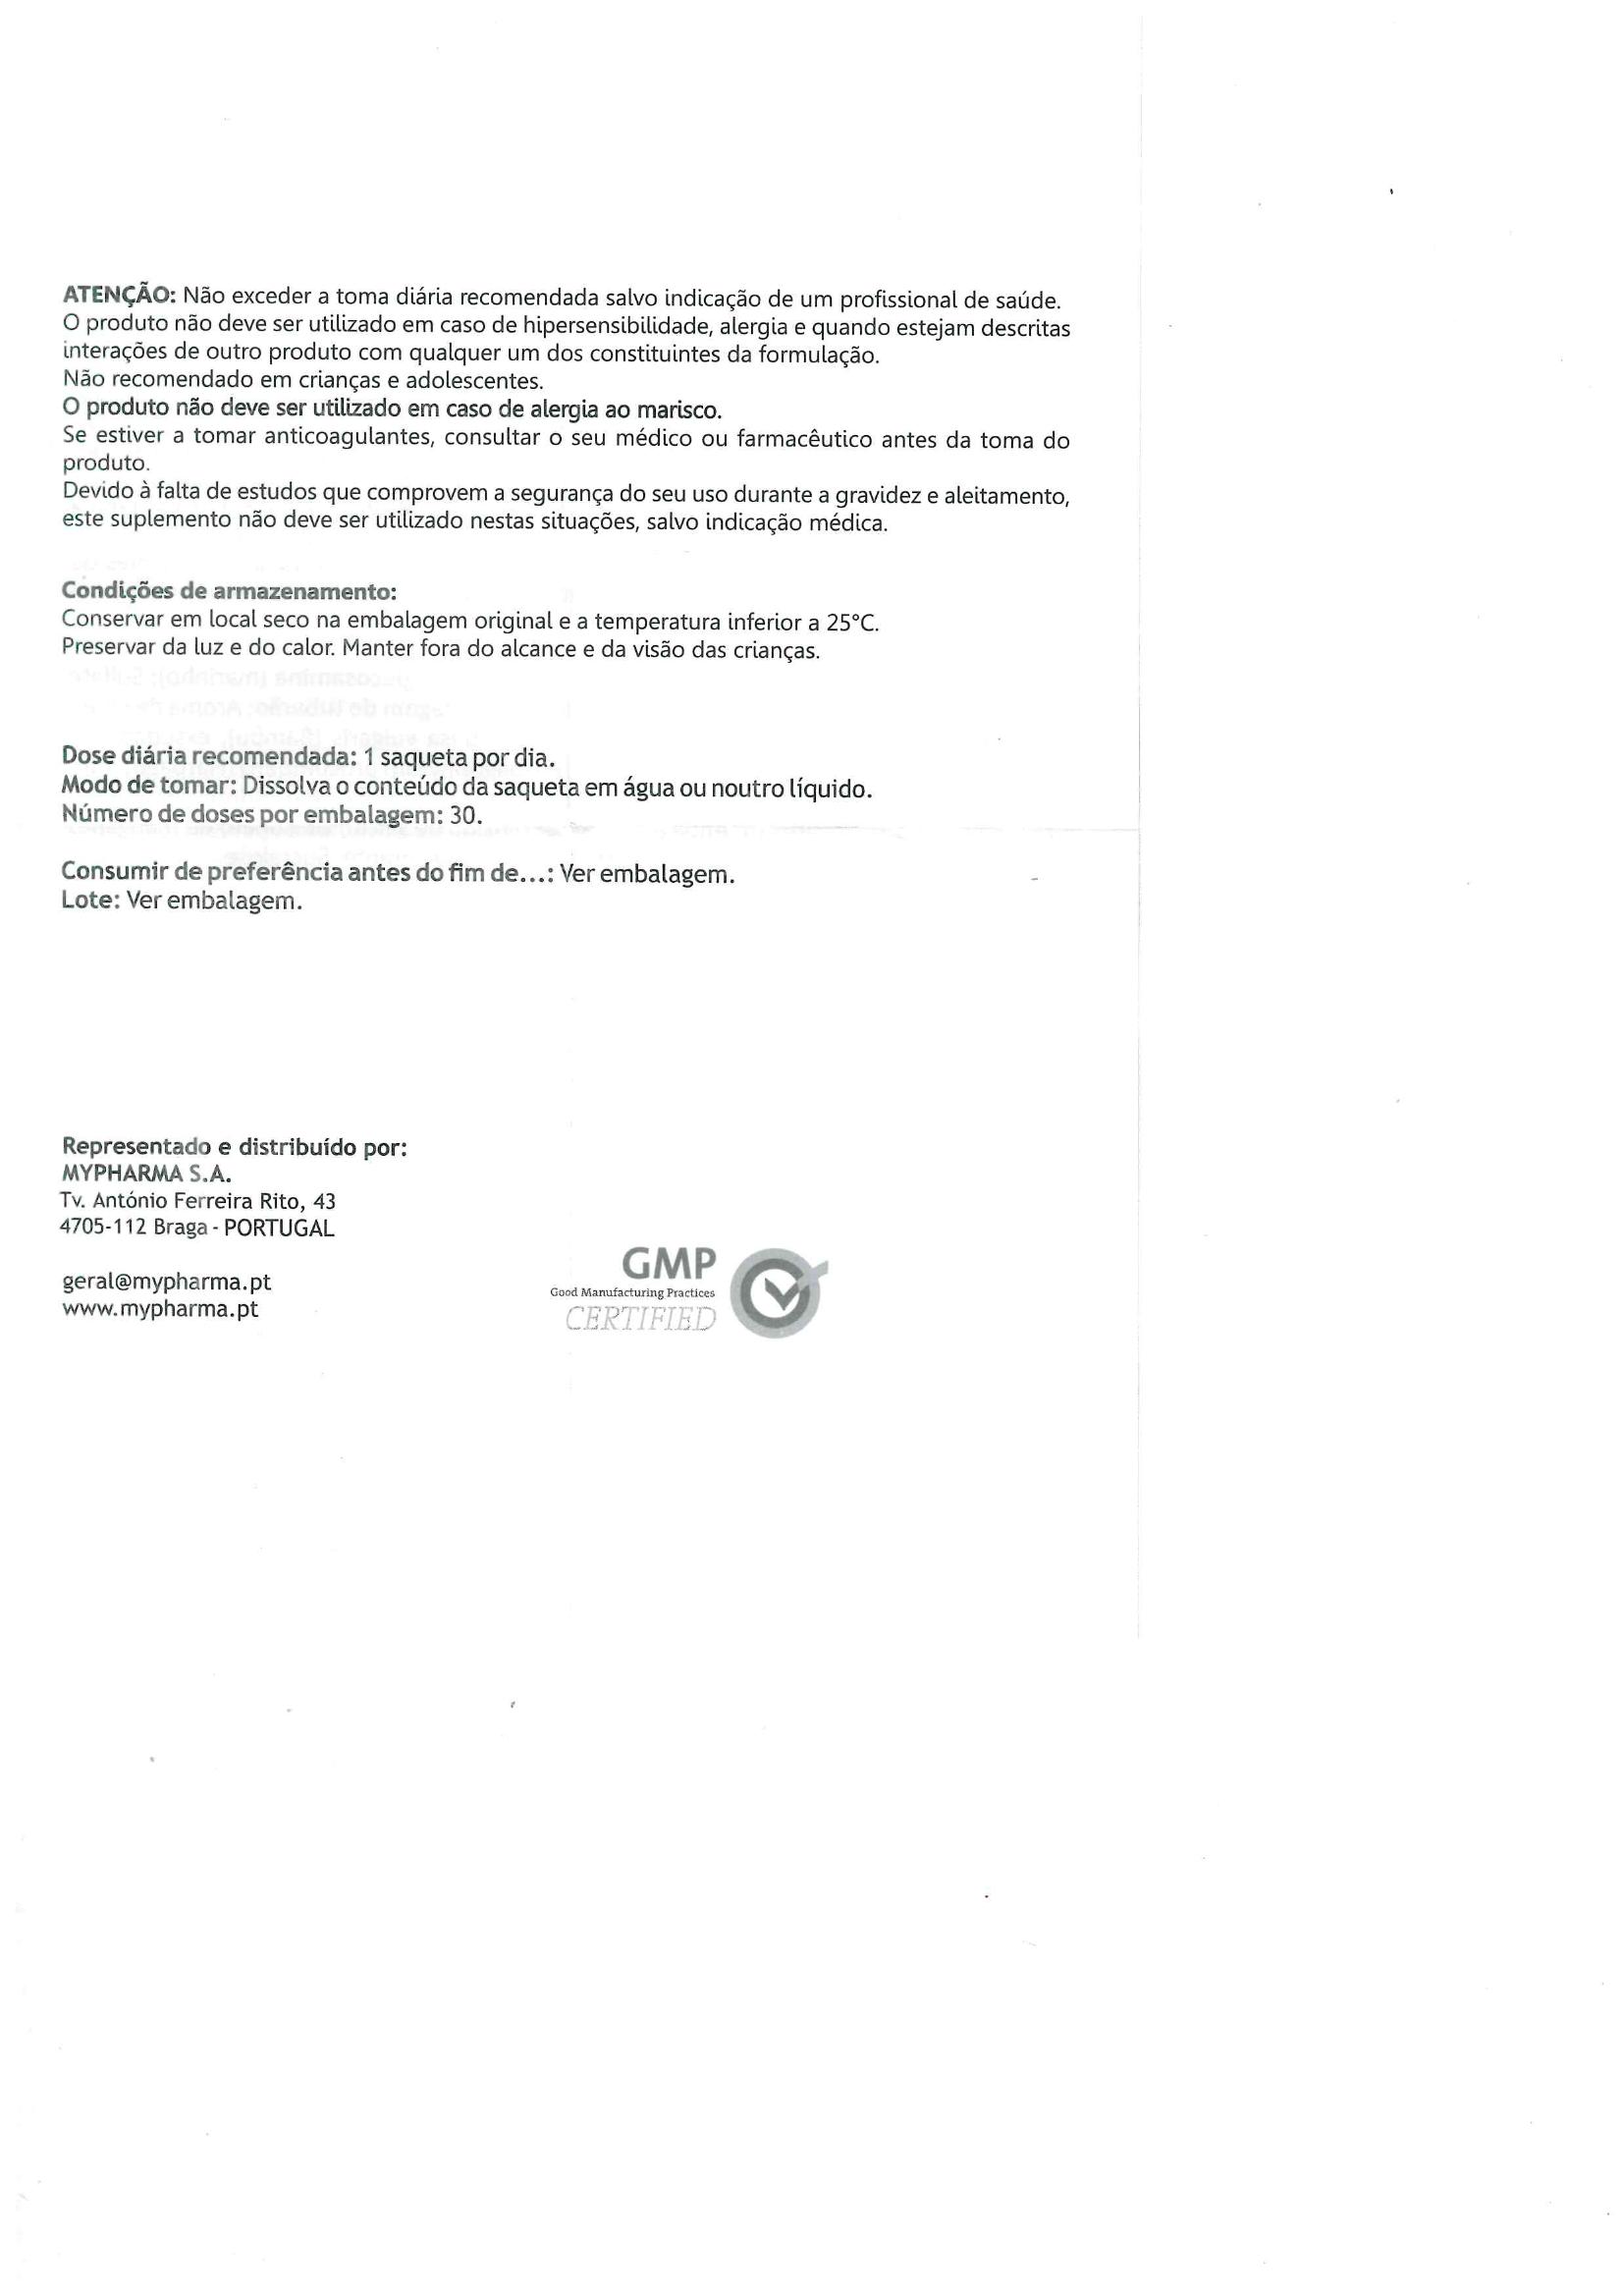 ATENÇÃO: Não exceder a toma diária recomendada salvo indicação de um profissional de saúde.
O produto não deve ser utilizado em caso de hipersensibilidade, alergia e quando estejam descritas
interações de outro produto com qualquer um dos constituintes da formulação.
Não recomendado em crianças e adolescentes.
O produto não deve ser utilizado em caso de alergia ao marisco.
Se estiver a tomar anticoagulantes, consultar o seu médico ou farmacêutico antes da toma do
produto.
Devido à falta de estudos que comprovem a segurança do seu uso durante a gravidez e aleitamento,
este suplemento não deve ser utilizado nestas situações, salvo indicação médica.
Condições de armazenamento:
Conservar em local seco na embalagem original e a temperatura inferior a 25°C.
Preservar da luz e do calor. Manter fora do alcance e da visão das crianças.
Dose diária recomendada: 1 saqueta por dia.
Modo de tomar: Dissolva o conteúdo da saqueta em água ou noutro líquido.
Número de doses por embalagem: 30.
Consumir de preferência antes do fim de...: Ver embalagem.
Lote: Ver embalagem.
Representado e distribuído por:
MYPHARMA S.A.
Tv. António Ferreira Rito, 43
4705-112 Braga - PORTUGAL
geral@mypharma.pt
www.mypharma.pt
GMP
Good Manufacturing Practices
CERTIFIED